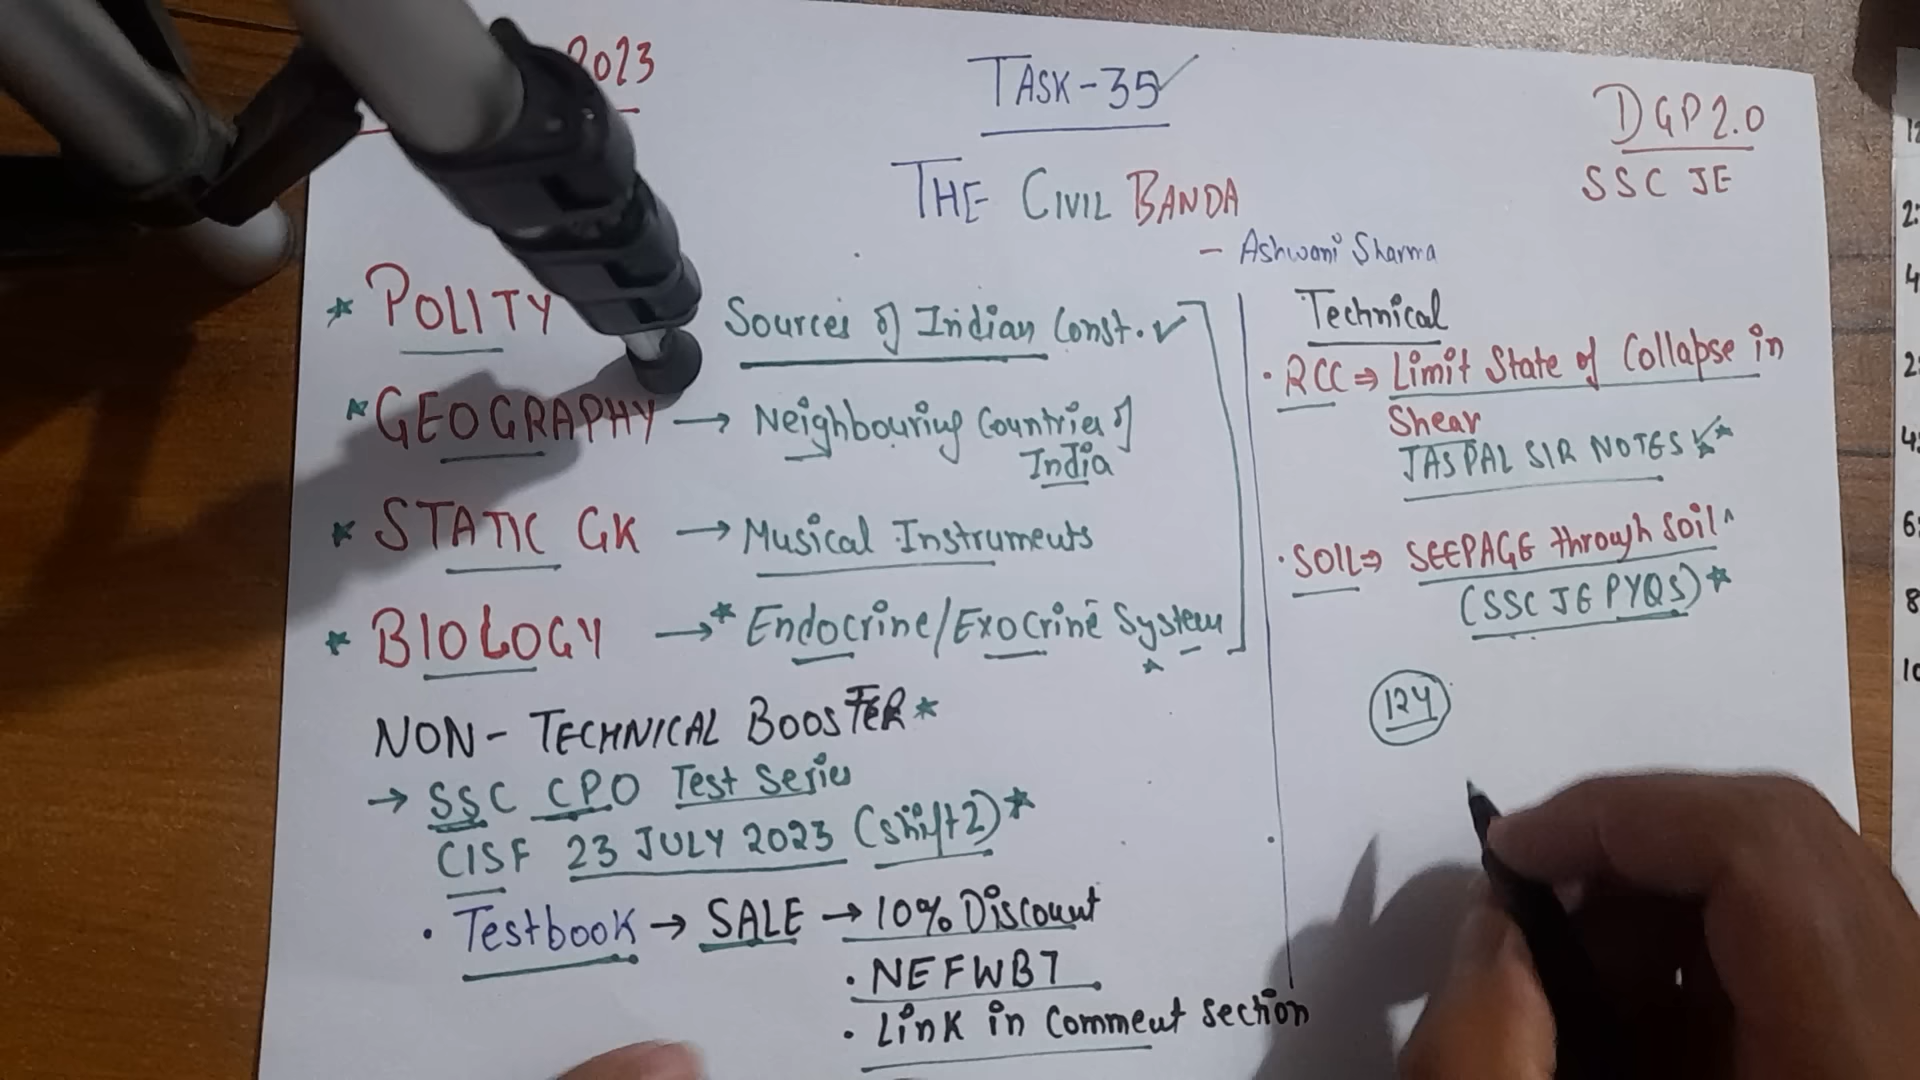 2023
TASK-35
DGP2.0
SSC JE
THE CIVIL BANDA
- Ashwani Sharma
* POLITY Sources of Indian Const. ✓
* GEOGRAPHY → Neighbouring Countries of
India
* STATIC GK → Musical Instruments
* BIOLOGY → * Endocrine/Exocrine System
NON-TECHNICAL BOOSTER *
→ SSC CPO Test Series
CISF 23 JULY 2023 (shift 2) *
• Testbook → SALE → 10% Discount
• NEFWB7
• Link in Comment section
Technical
• RCC ⇒ Limit State of Collapse in
Shear
JASPAL SIR NOTES *
• SOIL ⇒ SEEPAGE through Soil
(SSC JE PYQS) *
124